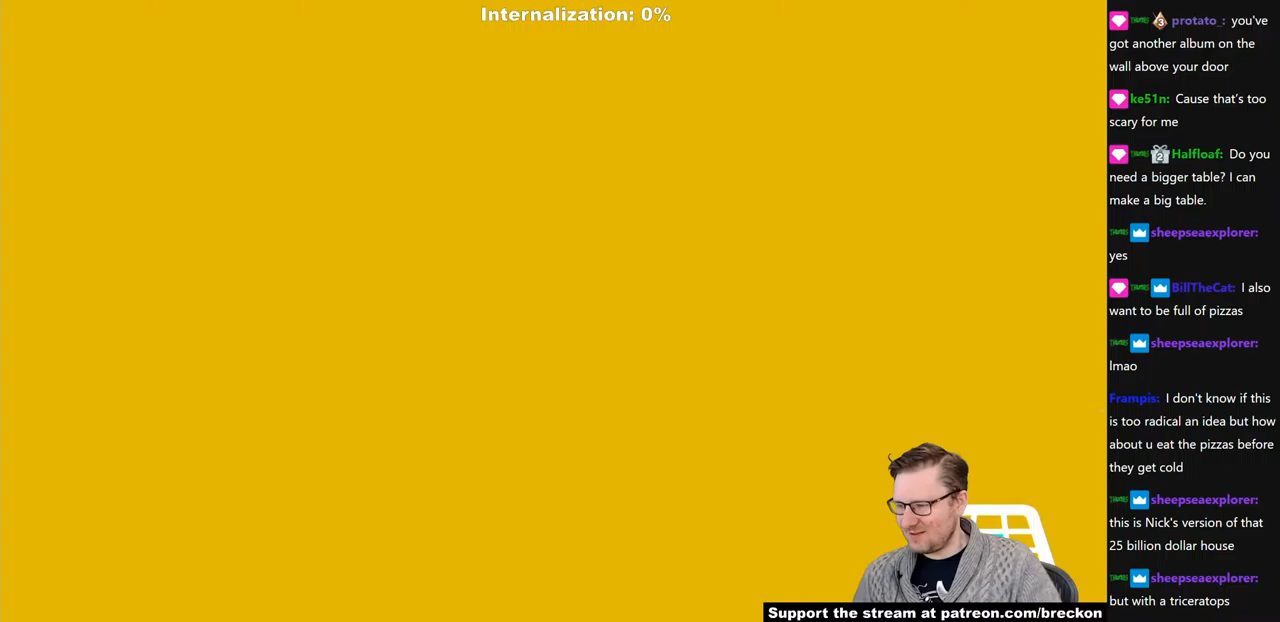 Internalization: 0%
protato_: you've
got another album on the
wall above your door
ke51n: Cause that's too
scary for me
Halfloaf: Do you
need a bigger table? I can
make a big table.
sheepseaexplorer:
yes
BillTheCat: I also
want to be full of pizzas
sheepseaexplorer:
lmao
Frampis: I don't know if this
is too radical an idea but how
about u eat the pizzas before
they get cold
sheepseaexplorer:
this is Nick's version of that
25 billion dollar house
sheepseaexplorer:
but with a triceratops
Support the stream at patreon.com/breckon